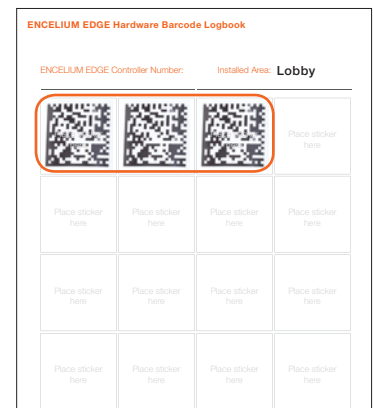 ENCELIUM EDGE Hardware Barcode Logbook
ENCELIUM EDGE Controller Number: Installed Area: Lobby
Place sticker
here
Place sticker Place sticker Place sticker Place sticker
here here here here
Place sticker Place sticker Place sticker Place sticker
here here here here
Place sticker Place sticker Place sticker Place sticker
here here here here